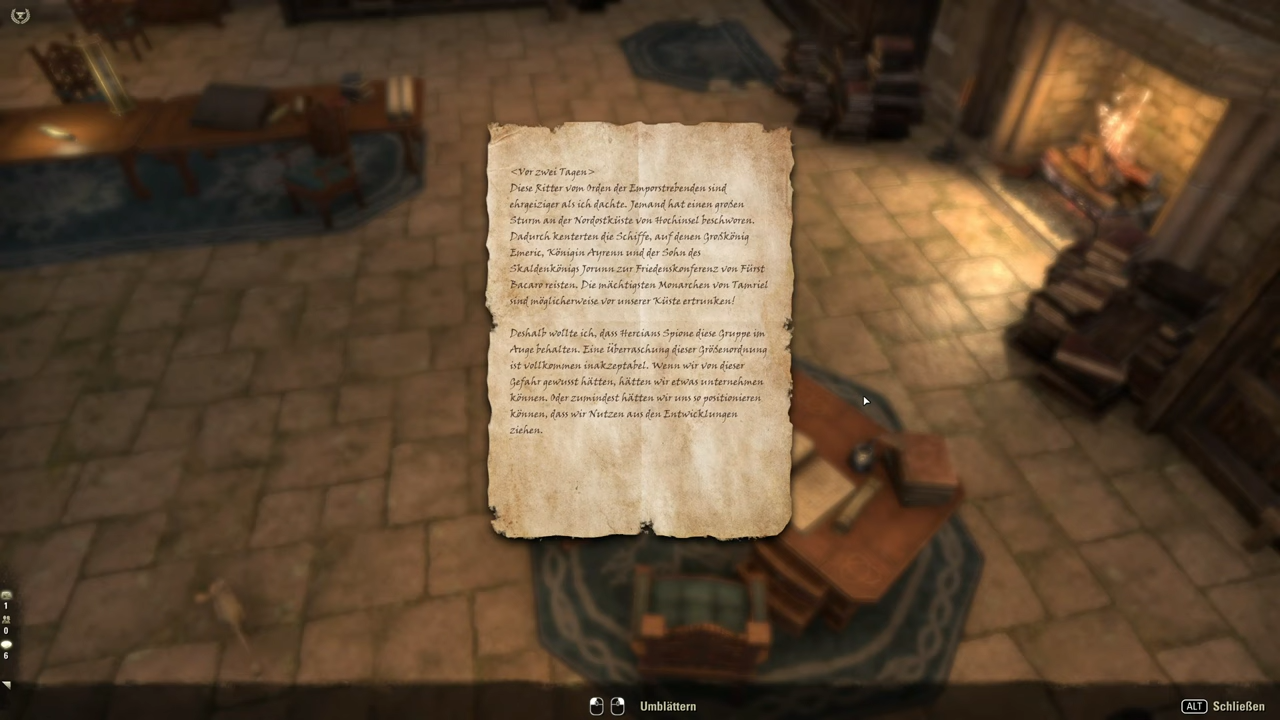 <Vor zwei Tagen>
Diese Ritter vom Orden der Emporstrebenden sind
ehrgeiziger als ich dachte. Jemand hat einen großen
Sturm an der Nordostküste von Hochinsel beschworen.
Dadurch kenterten die Schiffe, auf denen Großkönig
Emeric, Königin Ayrenn und der Sohn des
Skaldenkönigs Jorunn zur Friedenskonferenz von Fürst
Bacaro reisten. Die mächtigsten Monarchen von Tamriel
sind möglicherweise vor unserer Küste ertrunken!
Deshalb wollte ich, dass Hercians Spione diese Gruppe im
Auge behalten. Eine Überraschung dieser Größenordnung
ist vollkommen inakzeptabel. Wenn wir von dieser
Gefahr gewusst hätten, hätten wir etwas unternehmen
können. Oder zumindest hätten wir uns so positionieren
können, dass wir Nutzen aus den Entwicklungen
ziehen.
1
0
6
Umblättern
ALT Schließen